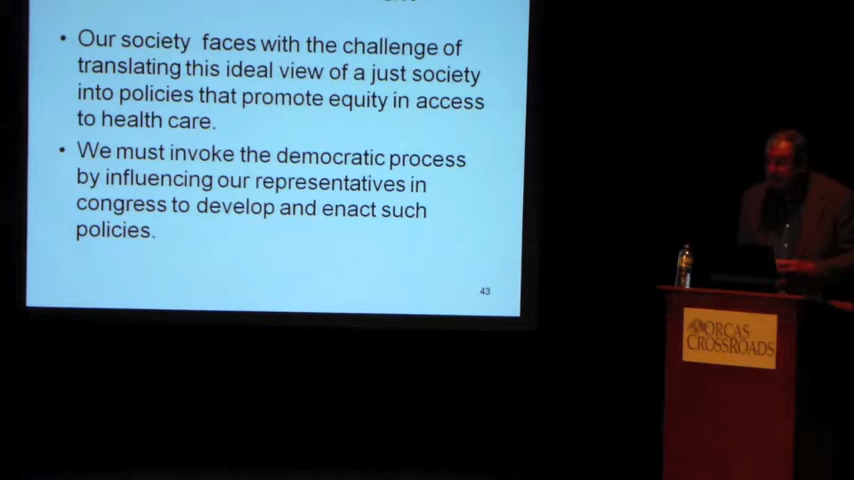 • Our society faces with the challenge of
translating this ideal view of a just society
into policies that promote equity in access
to health care.
• We must invoke the democratic process
by influencing our representatives in
congress to develop and enact such
policies.
43
ORCAS
CROSSROADS